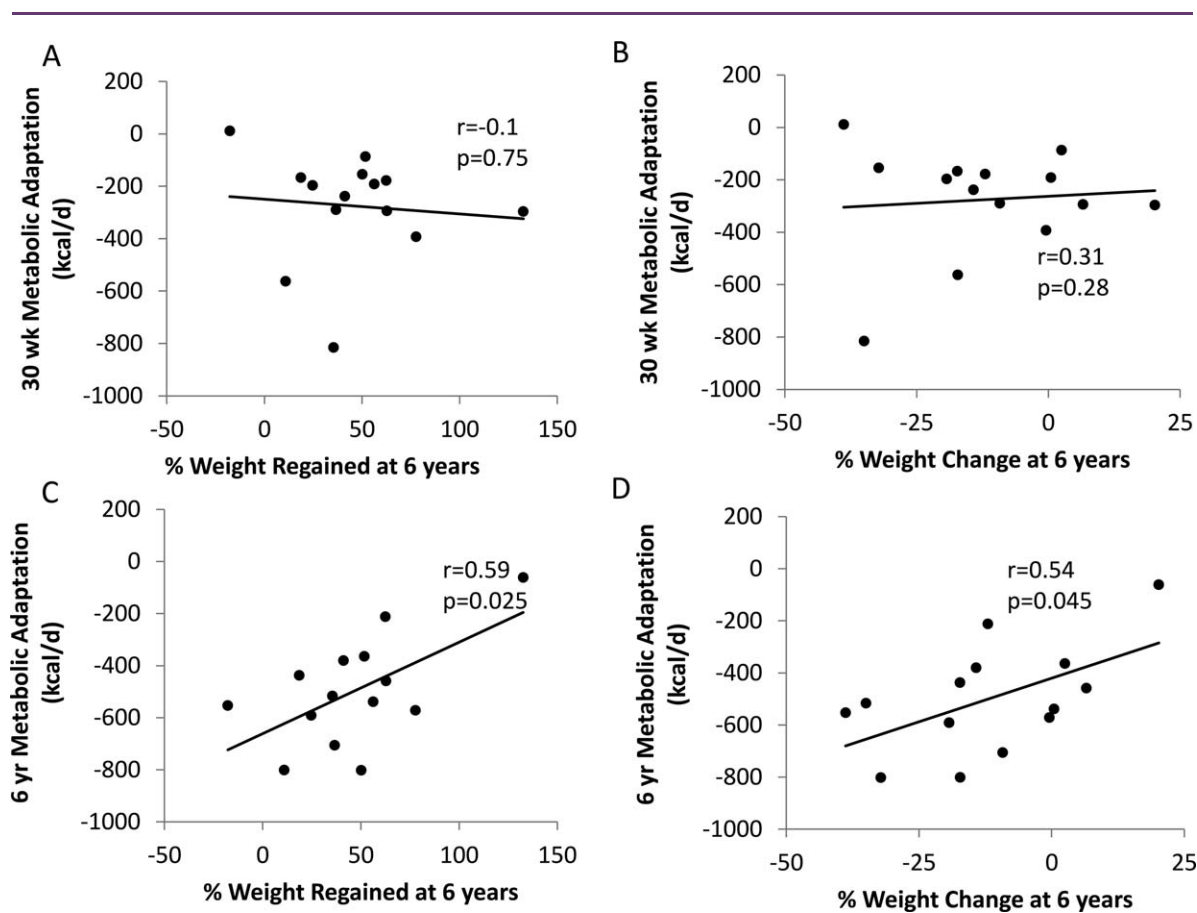 A
200
0
-200
-400
-600
-800
-1000
-50
0
50
100
150
r=-0.1
p=0.75
30 wk Metabolic Adaptation
(kcal/d)
% Weight Regained at 6 years
B
200
0
-200
-400
-600
-800
-1000
-50
-25
0
25
r=0.31
p=0.28
30 wk Metabolic Adaptation
(kcal/d)
% Weight Change at 6 years
C
200
0
-200
-400
-600
-800
-1000
-50
0
50
100
150
r=0.59
p=0.025
6 yr Metabolic Adaptation
(kcal/d)
% Weight Regained at 6 years
D
200
0
-200
-400
-600
-800
-1000
-50
-25
0
25
r=0.54
p=0.045
6 yr Metabolic Adaptation
(kcal/d)
% Weight Change at 6 years